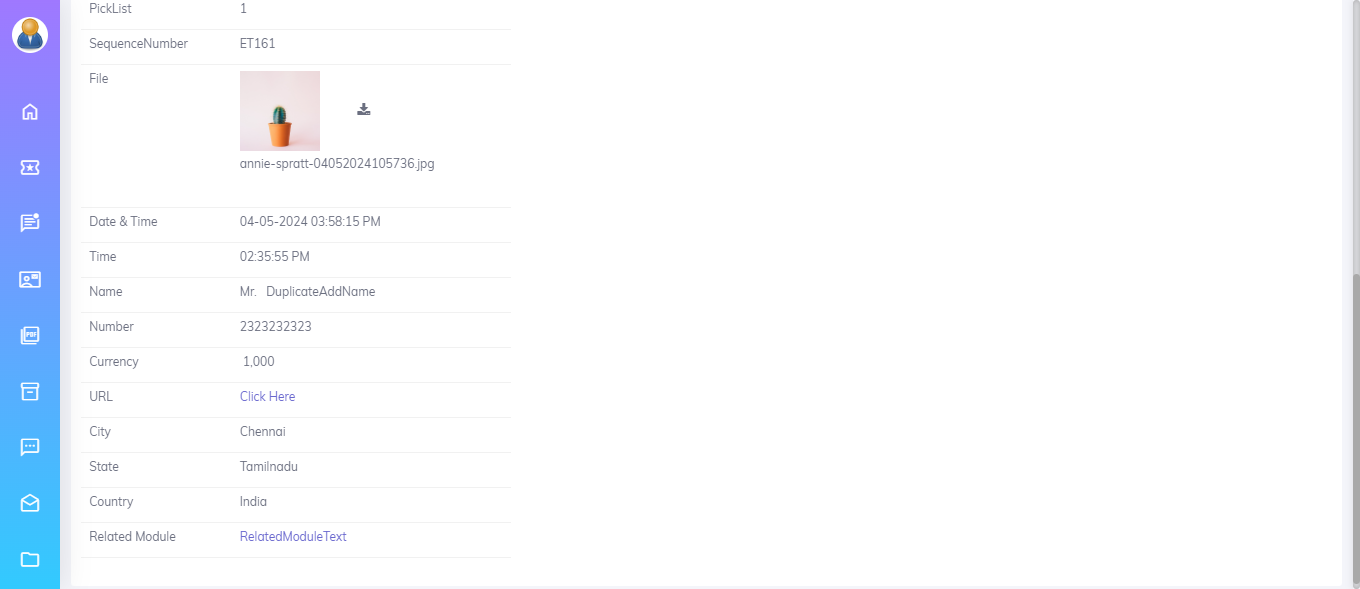 PickList 1
SequenceNumber ET161
File
annie-spratt-04052024105736.jpg
Date & Time 04-05-2024 03:58:15 PM
Time 02:35:55 PM
Name Mr. DuplicateAddName
Number 2323232323
Currency 1,000
URL Click Here
City Chennai
State Tamilnadu
Country India
Related Module RelatedModuleText
PDF